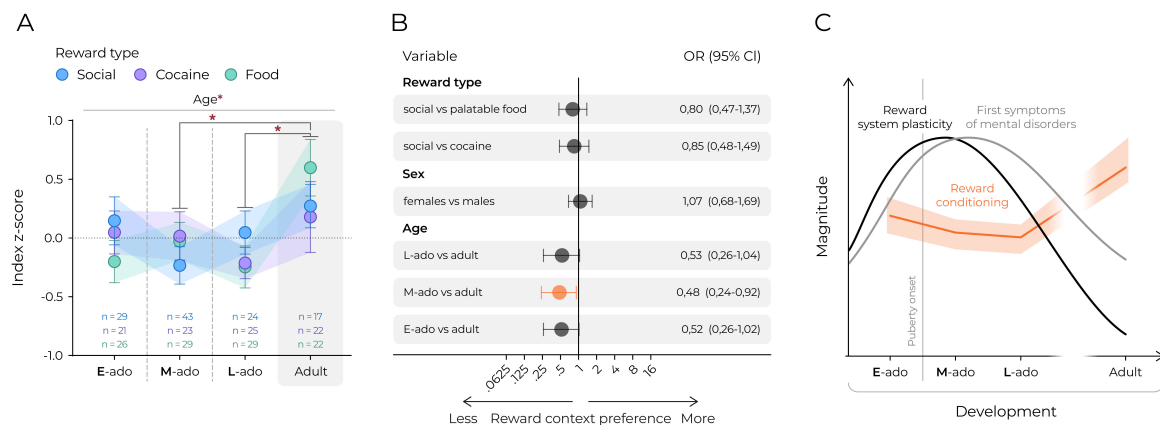 A
Reward type
Social
Cocaine
Food
Age*
*
*
Index z-score
1.0
0.5
0.0
-0.5
-1.0
n = 29
n = 21
n = 26
n = 43
n = 23
n = 29
n = 24
n = 25
n = 29
n = 17
n = 22
n = 22
E-ado
M-ado
L-ado
Adult
B
Variable
OR (95% CI)
Reward type
social vs palatable food
0,80 (0,47-1,37)
social vs cocaine
0,85 (0,48-1,49)
Sex
females vs males
1,07 (0,68-1,69)
Age
L-ado vs adult
0,53 (0,26-1,04)
M-ado vs adult
0,48 (0,24-0,92)
E-ado vs adult
0,52 (0,26-1,02)
.0625
.125
.25
.5
1
2
4
8
16
Less
Reward context preference
More
C
Magnitude
Reward
system plasticity
First symptoms
of mental disorders
Reward
conditioning
Puberty onset
E-ado
M-ado
L-ado
Adult
Development